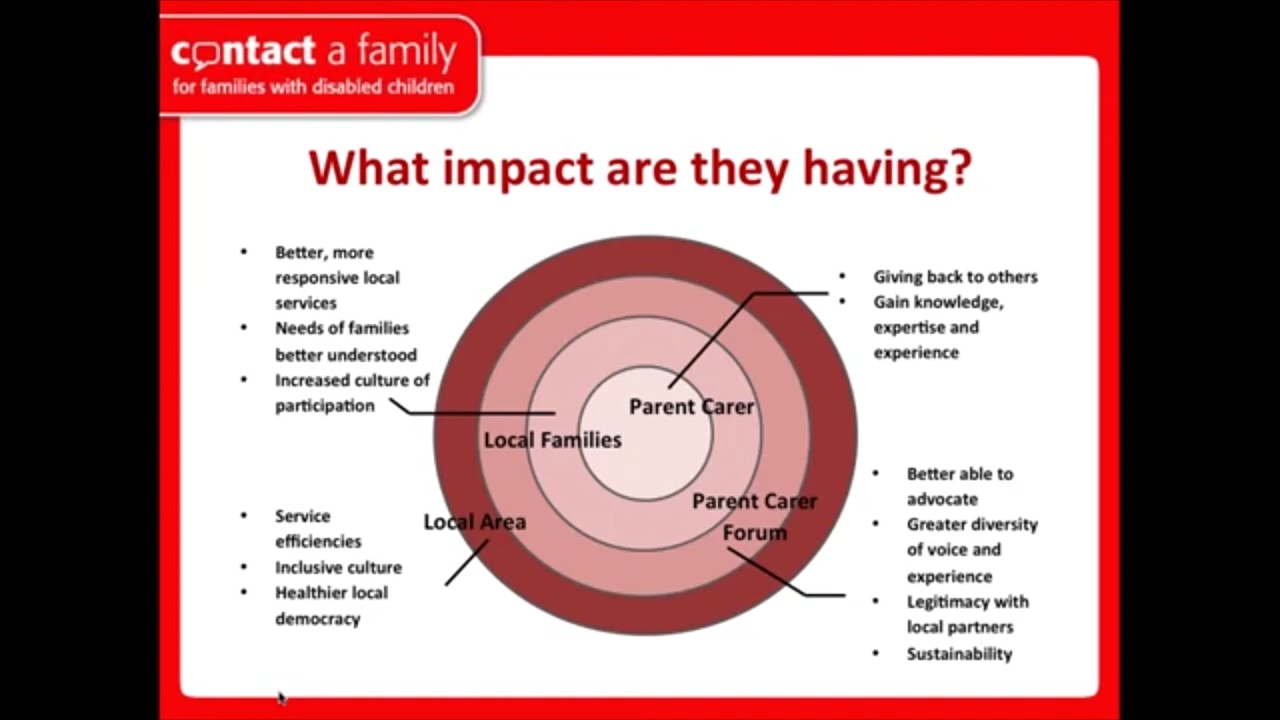 contact a family
for families with disabled children
What impact are they having?
• Better, more
responsive local
services
• Needs of families
better understood
• Increased culture of
participation
• Giving back to others
• Gain knowledge,
expertise and
experience
Parent Carer
Local Families
Parent Carer
Forum
Local Area
• Service
efficiencies
• Inclusive culture
• Healthier local
democracy
• Better able to
advocate
• Greater diversity
of voice and
experience
• Legitimacy with
local partners
• Sustainability